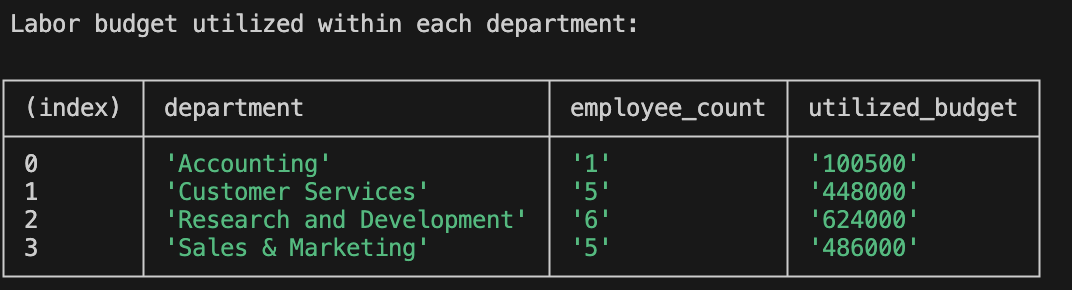 Labor budget utilized within each department:
(index) department employee_count utilized_budget
0 'Accounting' '1' '100500'
1 'Customer Services' '5' '448000'
2 'Research and Development' '6' '624000'
3 'Sales & Marketing' '5' '486000'